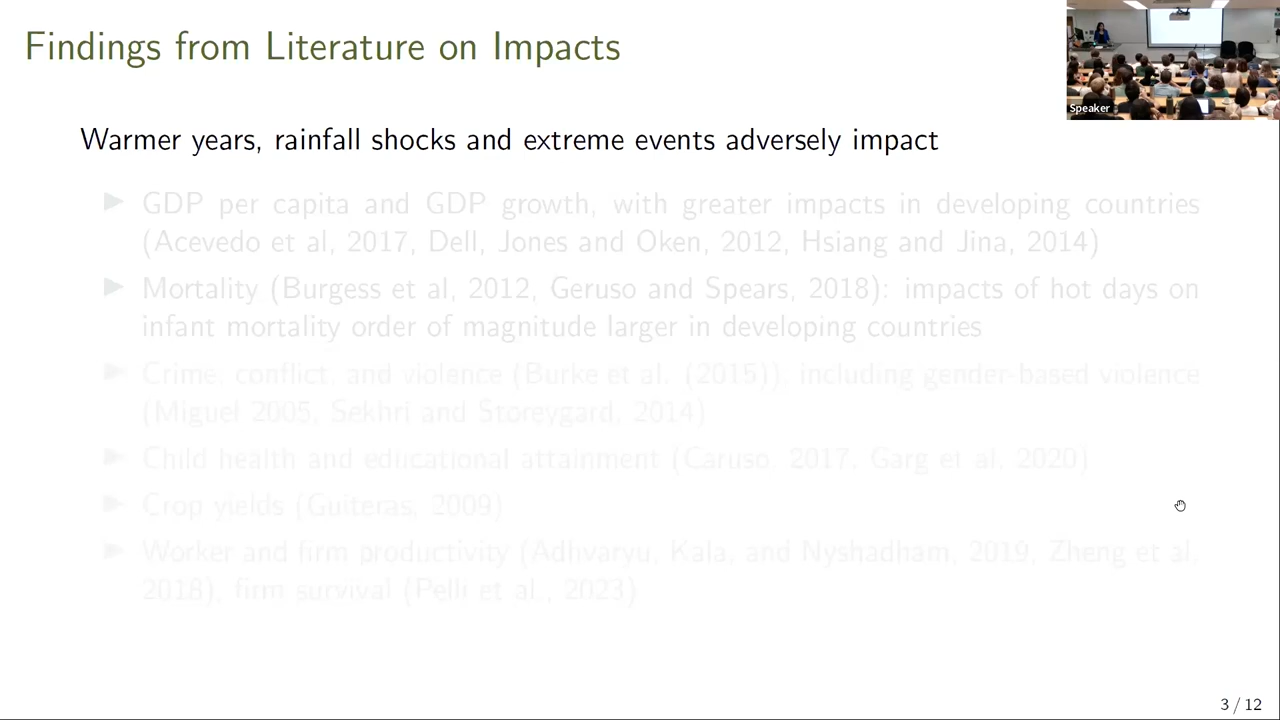 Findings from Literature on Impacts
Speaker
Warmer years, rainfall shocks and extreme events adversely impact
GDP per capita and GDP growth, with greater impacts in developing countries
(Acevedo et al, 2017, Dell, Jones and Oken, 2012, Hsiang and Jina, 2014)
Mortality (Burgess et al, 2012, Geruso and Spears, 2018): impacts of hot days on
infant mortality order of magnitude larger in developing countries
Crime, conflict, and violence (Burke et al. (2015)), including gender-based violence
(Miguel 2005, Sekhri and Storeygard, 2014)
Child health and educational attainment (Caruso, 2017, Garg et al, 2020)
Crop yields (Guiteras, 2009)
Worker and firm productivity (Adhvaryu, Kala, and Nyshadham, 2019, Zheng et al,
2018), firm survival (Pelli et al., 2023)
3 / 12